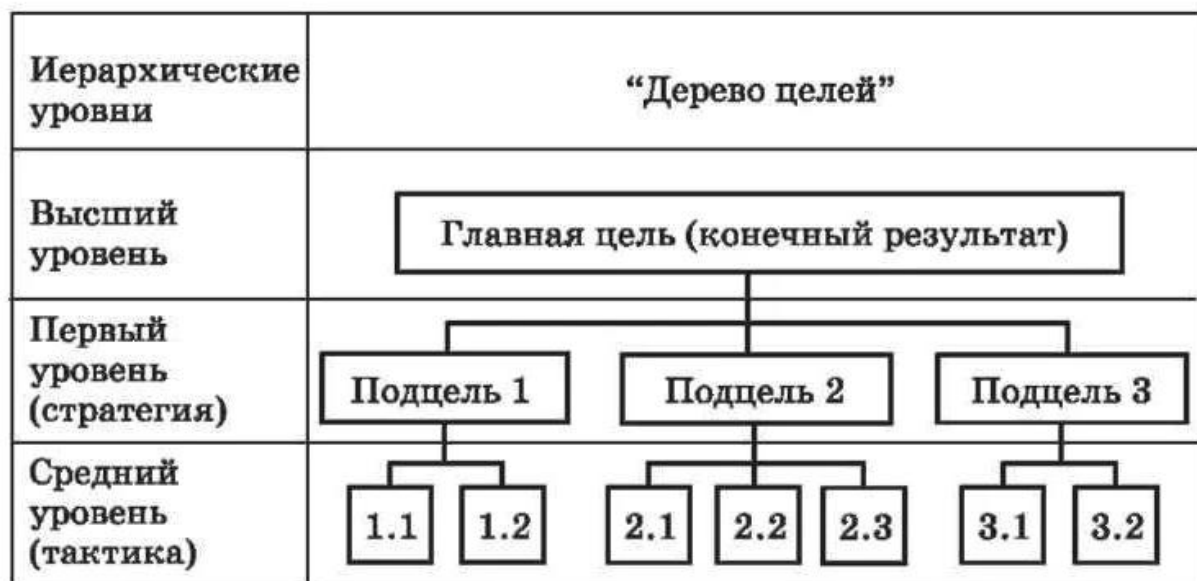 Иерархические
уровни
“Дерево целей”
Высший
уровень
Главная цель (конечный результат)
Первый
уровень
(стратегия)
Подцель 1
Подцель 2
Подцель 3
Средний
уровень
(тактика)
1.1
1.2
2.1
2.2
2.3
3.1
3.2